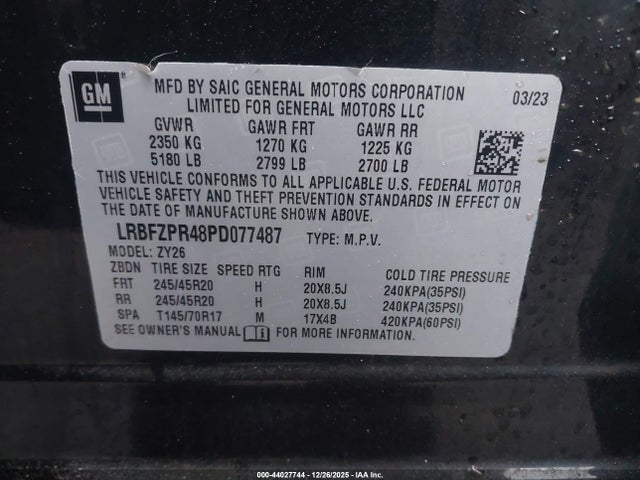 GM
MFD BY SAIC GENERAL MOTORS CORPORATION
LIMITED FOR GENERAL MOTORS LLC
03/23
GVWR GAWR FRT GAWR RR
2350 KG 1270 KG 1225 KG
5180 LB 2799 LB 2700 LB
THIS VEHICLE CONFORMS TO ALL APPLICABLE U.S. FEDERAL MOTOR
VEHICLE SAFETY AND THEFT PREVENTION STANDARDS IN EFFECT ON
THE DATE OF MANUFACTURE SHOWN ABOVE.
LRBFZPR48PD077487 TYPE: M.P.V.
MODEL: ZY26
ZBDN TIRE SIZE SPEED RTG RIM COLD TIRE PRESSURE
FRT 245/45R20 H 20X8.5J 240KPA(35PSI)
RR 245/45R20 H 20X8.5J 240KPA(35PSI)
SPA T145/70R17 M 17X4B 420KPA(60PSI)
SEE OWNER'S MANUAL FOR MORE INFORMATION.
000-44027744 - 12/26/2025 - IAA Inc.